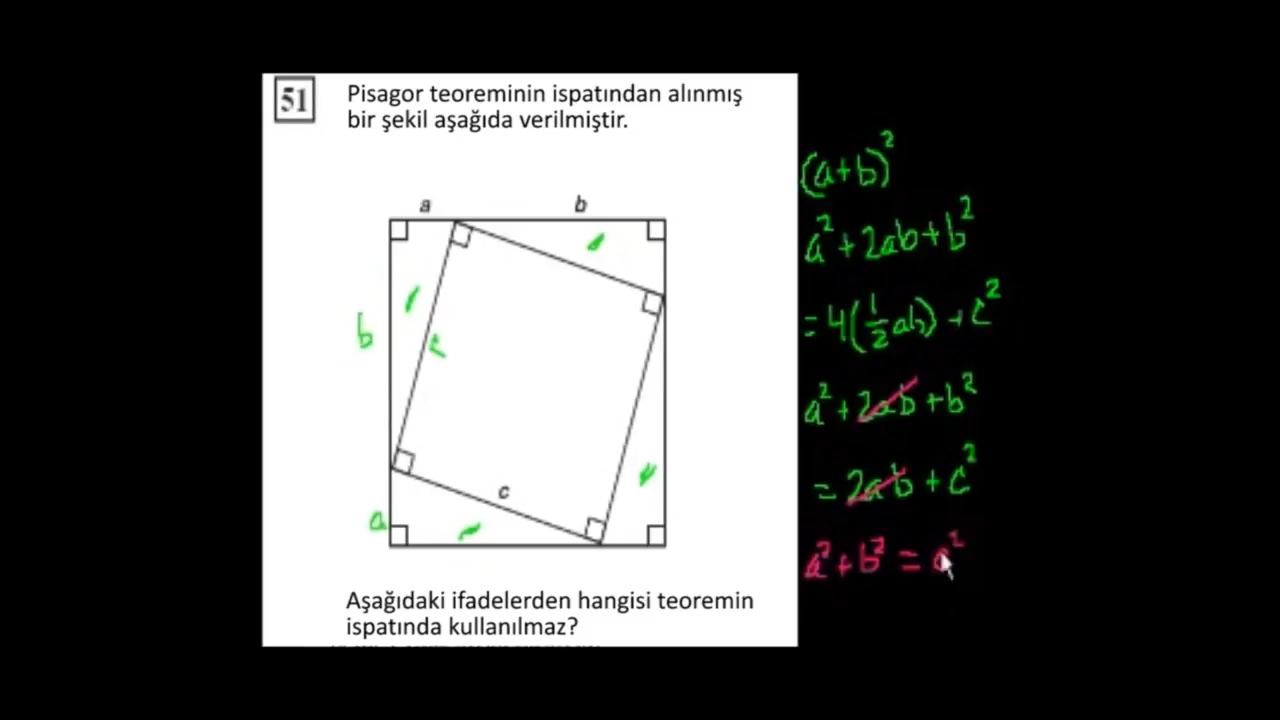 51
Pisagor teoreminin ispatından alınmış
bir şekil aşağıda verilmiştir.
a
b
b
c
c
a
Aşağıdaki ifadelerden hangisi teoremin
ispatında kullanılmaz?
(a+b)²
a²+2ab+b²
=4(½ab)+c²
a²+2ab+b²
=2ab+c²
a²+b²=